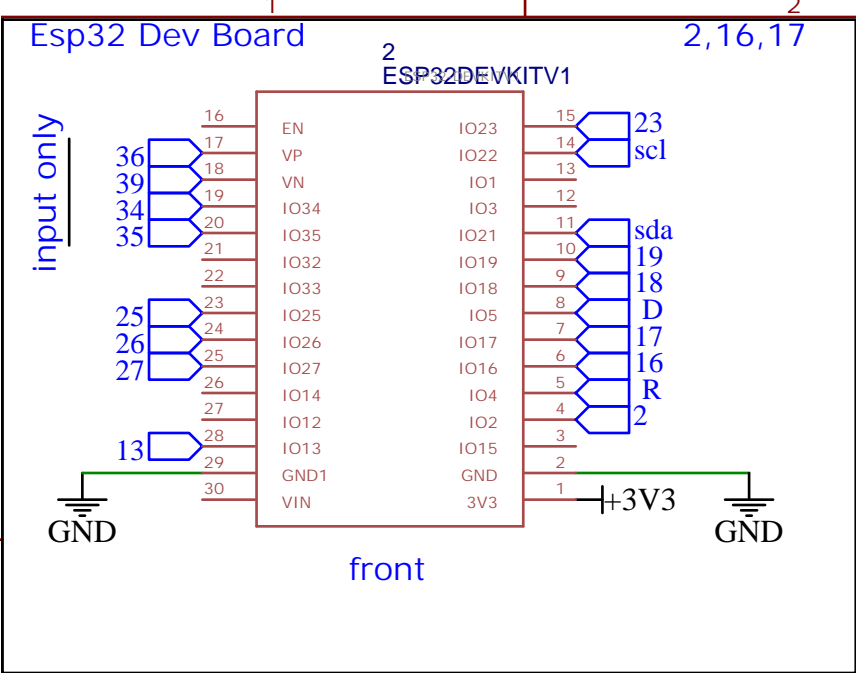 1
2
Esp32 Dev Board
2,16,17
2
ESP32DEVKITV1
input only
36
39
34
35
25
26
27
13
16 EN IO23 15 23
17 VP IO22 14 scl
18 VN IO1 13
19 IO34 IO3 12
20 IO35 IO21 11 sda
21 IO32 IO19 10 19
22 IO33 IO18 9 18
23 IO25 IO5 8 D
24 IO26 IO17 7 17
25 IO27 IO16 6 16
26 IO14 IO4 5 R
27 IO12 IO2 4 2
28 IO13 IO15 3
29 GND1 GND 2
30 VIN 3V3 1 +3V3
GND
GND
front